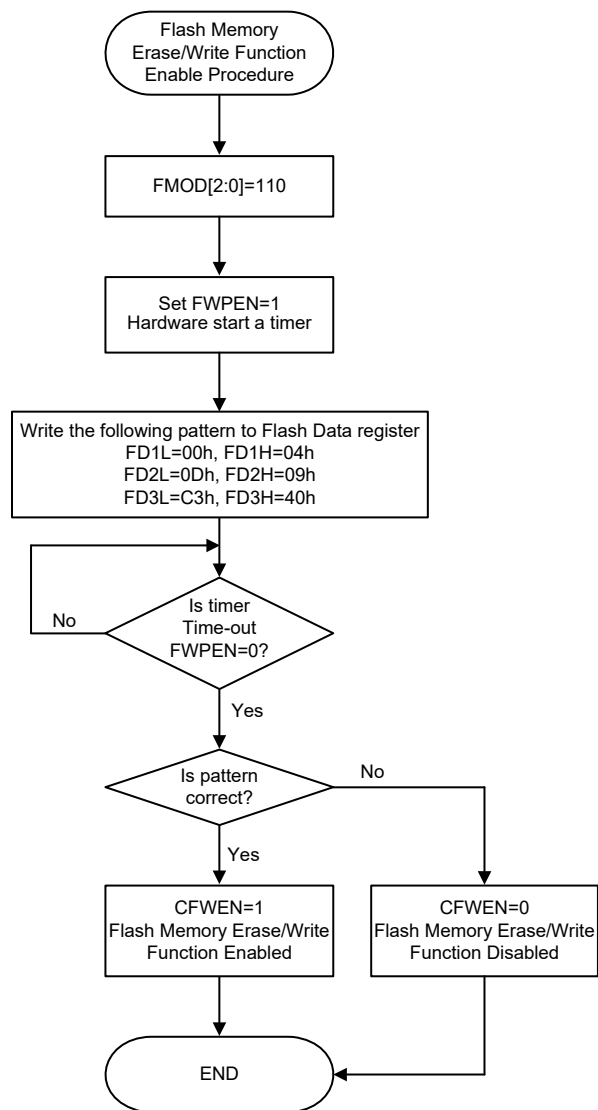 Flash Memory
Erase/Write Function
Enable Procedure
FMOD[2:0]=110
Set FWPEN=1
Hardware start a timer
Write the following pattern to Flash Data register
FD1L=00h, FD1H=04h
FD2L=0Dh, FD2H=09h
FD3L=C3h, FD3H=40h
Is timer
Time-out
FWPEN=0?
No
Yes
Is pattern
correct?
No
Yes
CFWEN=1
Flash Memory Erase/Write
Function Enabled
CFWEN=0
Flash Memory Erase/Write
Function Disabled
END